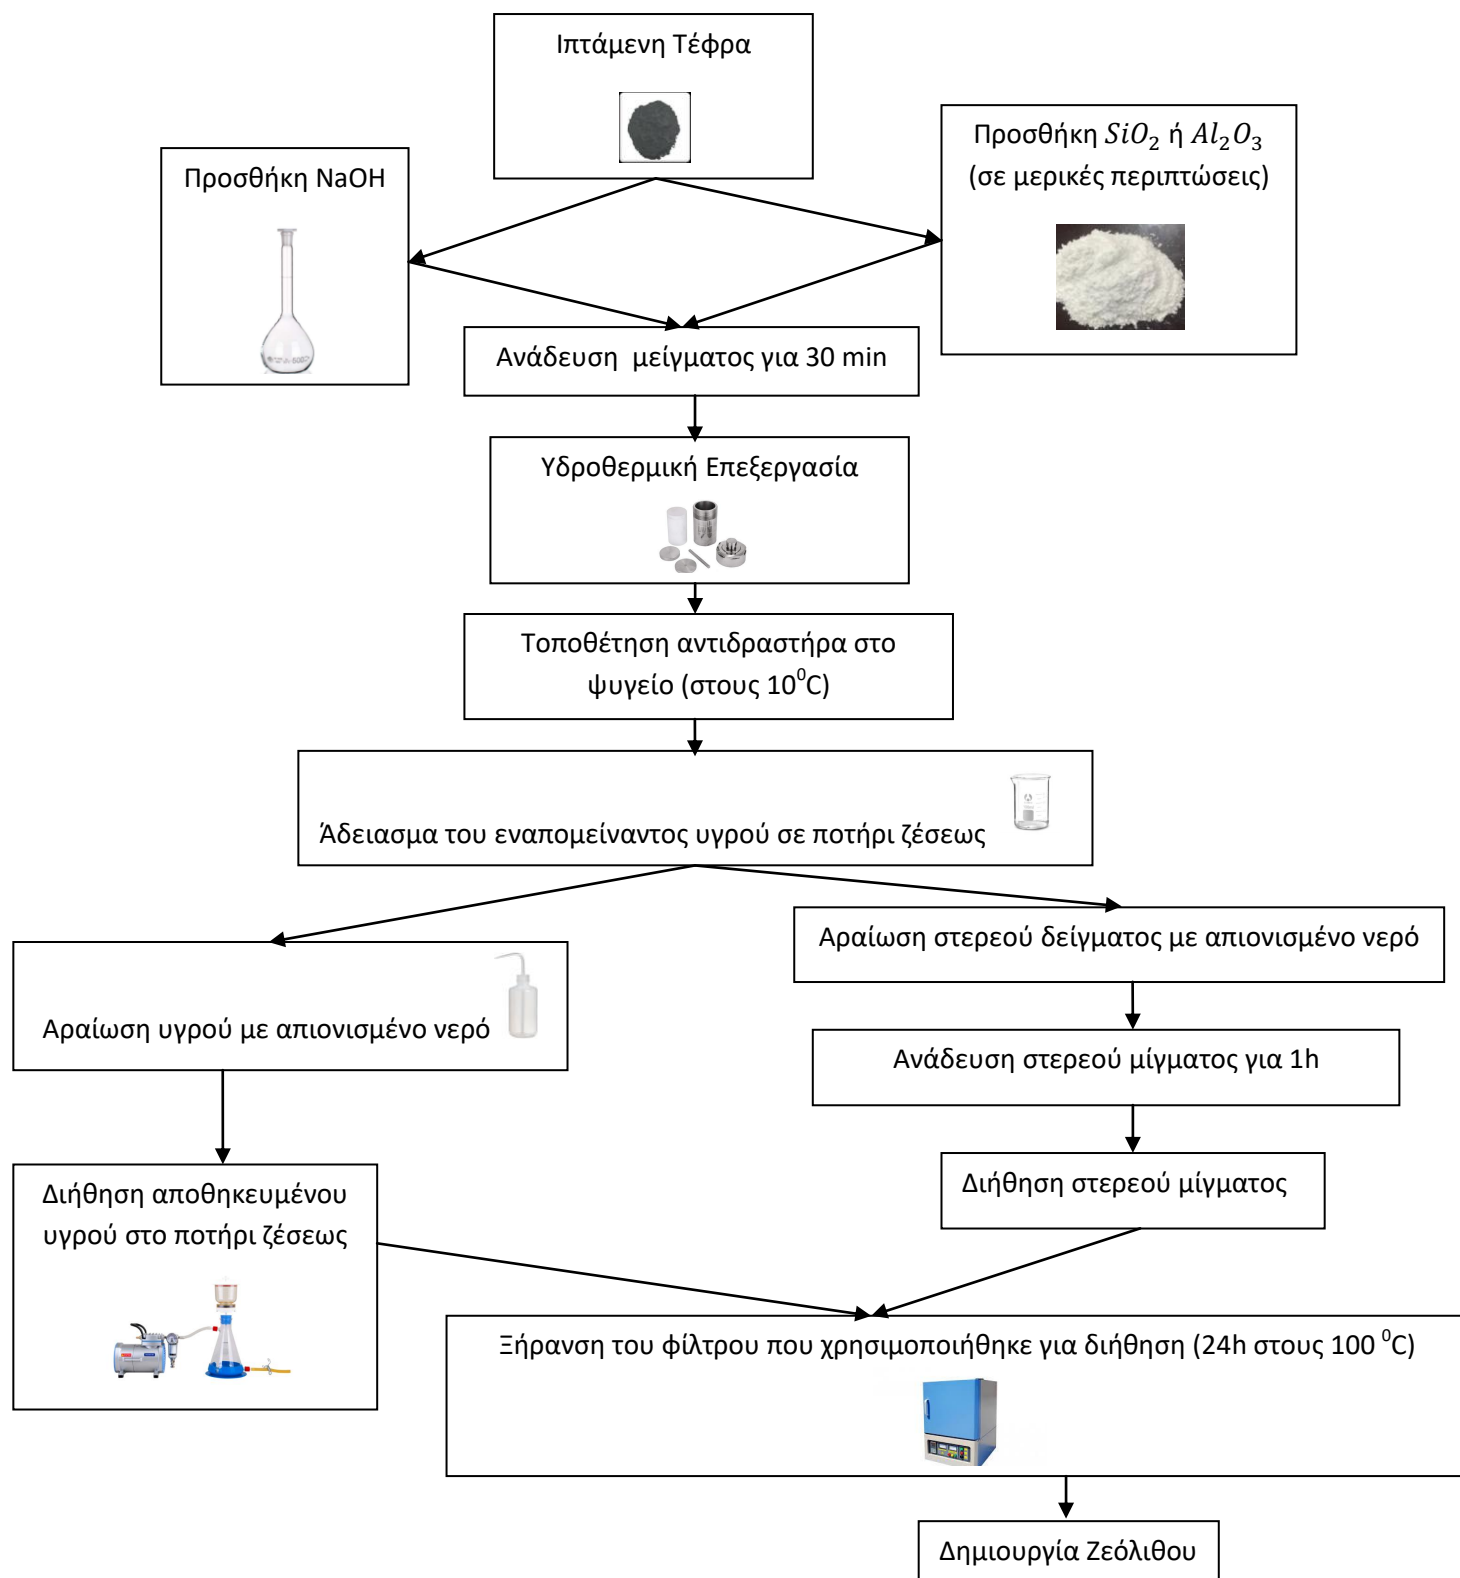 Ιπτάμενη Τέφρα
Προσθήκη NaOH
Προσθήκη SiO₂ ή Al₂O₃
(σε μερικές περιπτώσεις)
Ανάδευση μείγματος για 30 min
Υδροθερμική Επεξεργασία
Τοποθέτηση αντιδραστήρα στο
ψυγείο (στους 10⁰C)
Άδειασμα του εναπομείναντος υγρού σε ποτήρι ζέσεως
Αραίωση υγρού με απιονισμένο νερό
Αραίωση στερεού δείγματος με απιονισμένο νερό
Ανάδευση στερεού μίγματος για 1h
Διήθηση αποθηκευμένου
υγρού στο ποτήρι ζέσεως
Διήθηση στερεού μίγματος
Ξήρανση του φίλτρου που χρησιμοποιήθηκε για διήθηση (24h στους 100 ⁰C)
Δημιουργία Ζεόλιθου